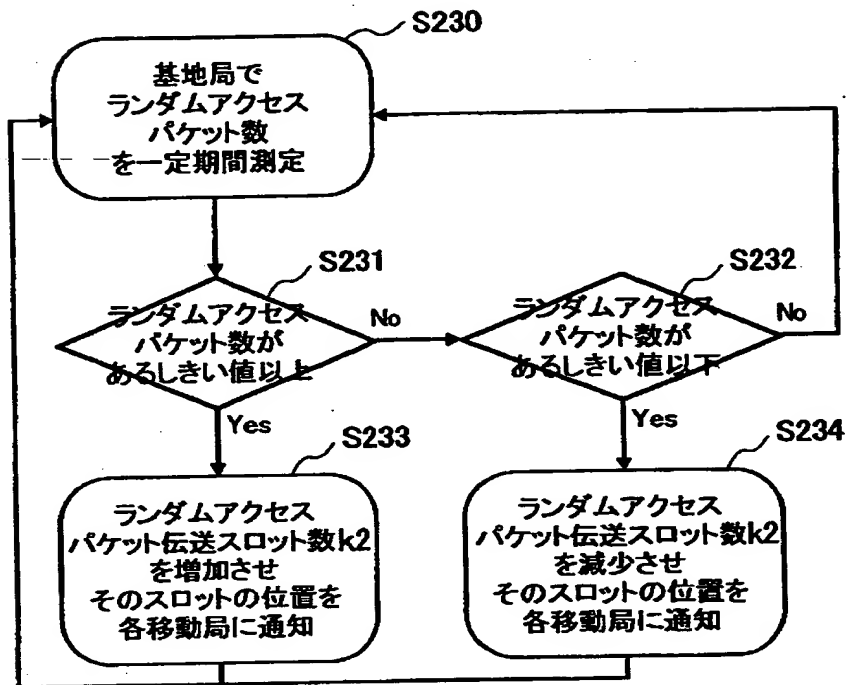 S230
基地局で
ランダムアクセス
パケット数
を一定期間測定
S231
ランダムアクセス
パケット数が
あるしきい値以上
No
Yes
S232
ランダムアクセス
パケット数が
あるしきい値以下
No
Yes
S233
ランダムアクセス
パケット伝送スロット数k2
を増加させ
そのスロットの位置を
各移動局に通知
S234
ランダムアクセス
パケット伝送スロット数k2
を減少させ
そのスロットの位置を
各移動局に通知